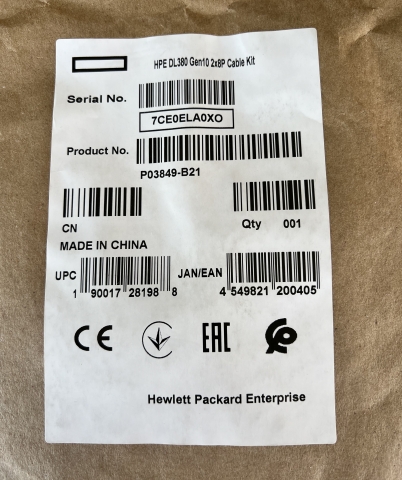 HPE DL380 Gen10 2x8P Cable Kit
Serial No.
7CE0ELA0XO
Product No.
P03849-B21
CN
Qty 001
MADE IN CHINA
UPC 1 90017 28198 8 JAN/EAN 4 549821 200405
CE EAC
Hewlett Packard Enterprise